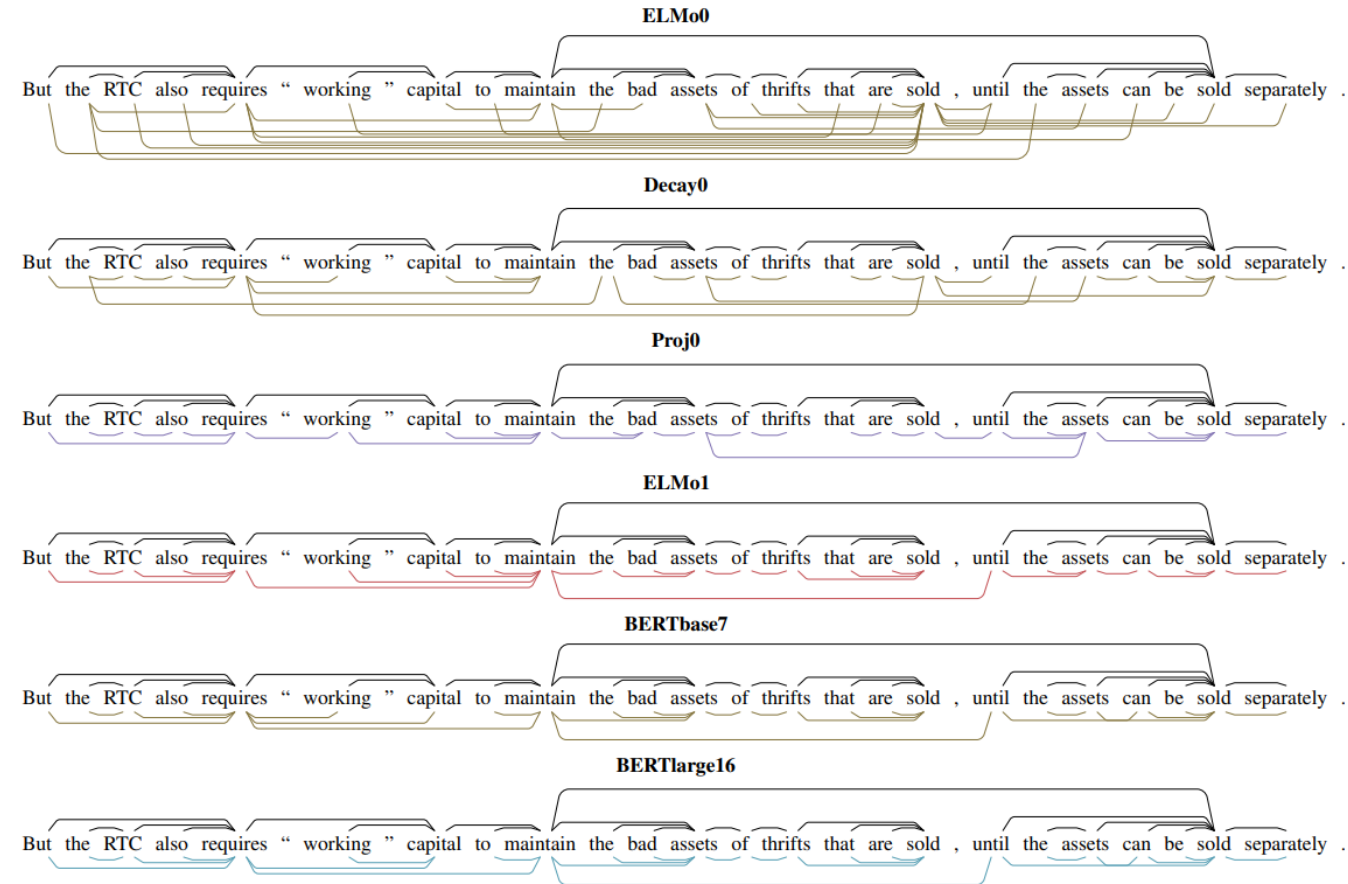 ELMo0
But the RTC also requires “ working ” capital to maintain the bad assets of thrifts that are sold , until the assets can be sold separately .
Decay0
But the RTC also requires “ working ” capital to maintain the bad assets of thrifts that are sold , until the assets can be sold separately .
Proj0
But the RTC also requires “ working ” capital to maintain the bad assets of thrifts that are sold , until the assets can be sold separately .
ELMo1
But the RTC also requires “ working ” capital to maintain the bad assets of thrifts that are sold , until the assets can be sold separately .
BERTbase7
But the RTC also requires “ working ” capital to maintain the bad assets of thrifts that are sold , until the assets can be sold separately .
BERTlarge16
But the RTC also requires “ working ” capital to maintain the bad assets of thrifts that are sold , until the assets can be sold separately .